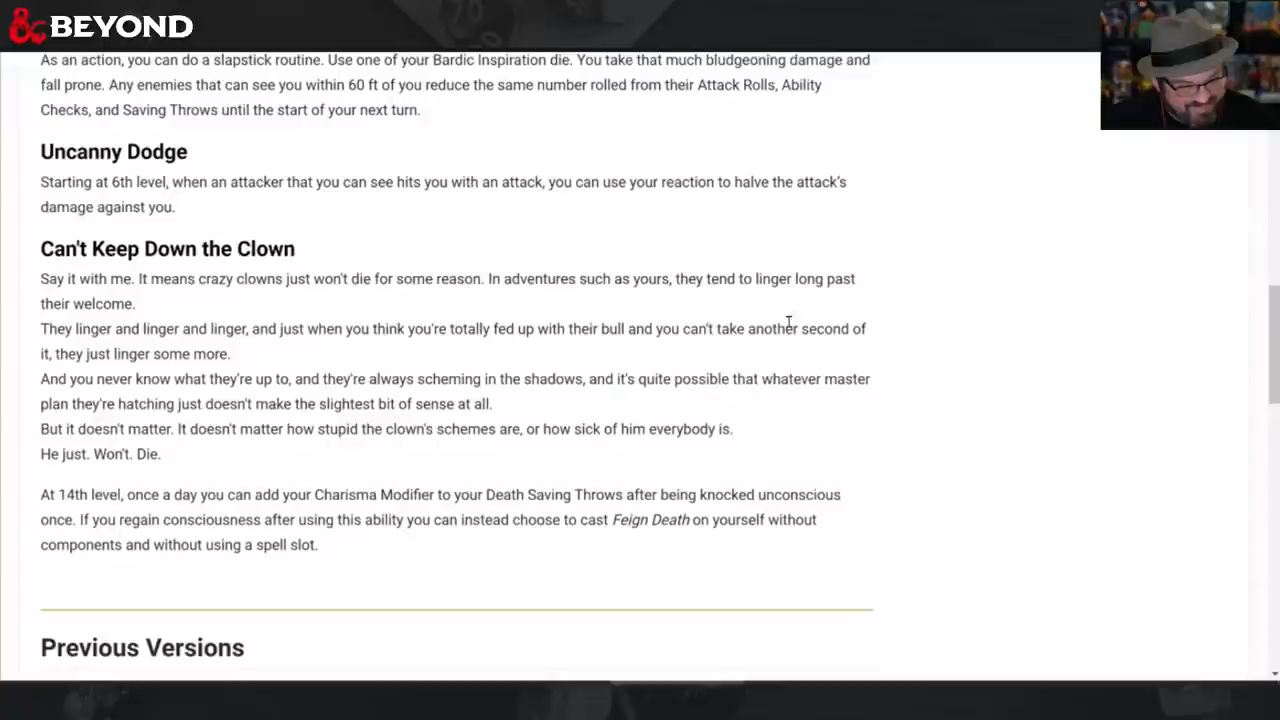 & BEYOND
As an action, you can do a slapstick routine. Use one of your Bardic Inspiration die. You take that much bludgeoning damage and
fall prone. Any enemies that can see you within 60 ft of you reduce the same number rolled from their Attack Rolls, Ability
Checks, and Saving Throws until the start of your next turn.
Uncanny Dodge
Starting at 6th level, when an attacker that you can see hits you with an attack, you can use your reaction to halve the attack's
damage against you.
Can't Keep Down the Clown
Say it with me. It means crazy clowns just won't die for some reason. In adventures such as yours, they tend to linger long past
their welcome.
They linger and linger and linger, and just when you think you're totally fed up with their bull and you can't take another second of
it, they just linger some more.
And you never know what they're up to, and they're always scheming in the shadows, and it's quite possible that whatever master
plan they're hatching just doesn't make the slightest bit of sense at all.
But it doesn't matter. It doesn't matter how stupid the clown's schemes are, or how sick of him everybody is.
He just. Won't. Die.
At 14th level, once a day you can add your Charisma Modifier to your Death Saving Throws after being knocked unconscious
once. If you regain consciousness after using this ability you can instead choose to cast Feign Death on yourself without
components and without using a spell slot.
Previous Versions